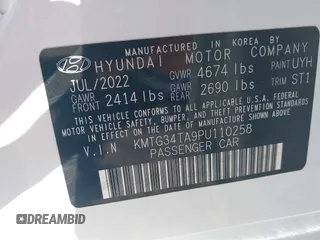 MANUFACTURED IN KOREA BY
HYUNDAI MOTOR COMPANY
JUL/2022 GVWR 4674 lbs PAINT UYH
GAWR FRONT 2414 lbs GAWR REAR 2690 lbs TRIM ST1
THIS VEHICLE CONFORMS TO ALL APPLICABLE
FEDERAL MOTOR VEHICLE SAFETY, BUMPER
AND THEFT PREVENTION STANDARDS IN EFFECT
ON THE DATE OF MANUFACTURE SHOWN ABOVE.
V.I.N KMTG34TA9PU110258
PASSENGER CAR
DREAMBID